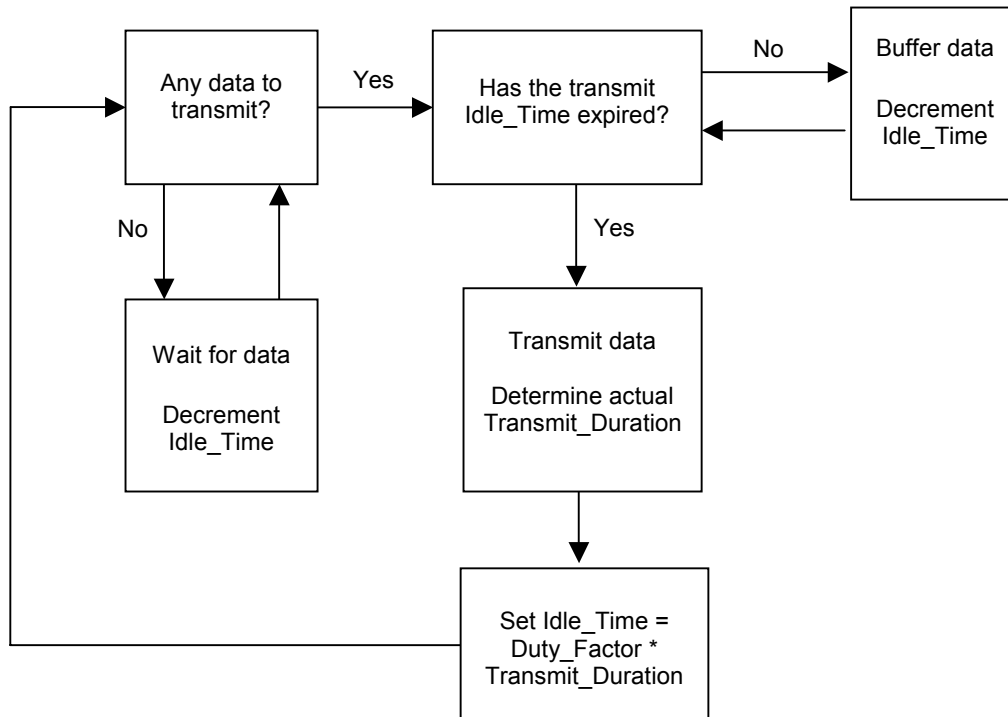 Any data to
transmit?
Yes
Has the transmit
Idle_Time expired?
No
Buffer data
Decrement
Idle_Time
No
Wait for data
Decrement
Idle_Time
Yes
Transmit data
Determine actual
Transmit_Duration
Set Idle_Time =
Duty_Factor *
Transmit_Duration